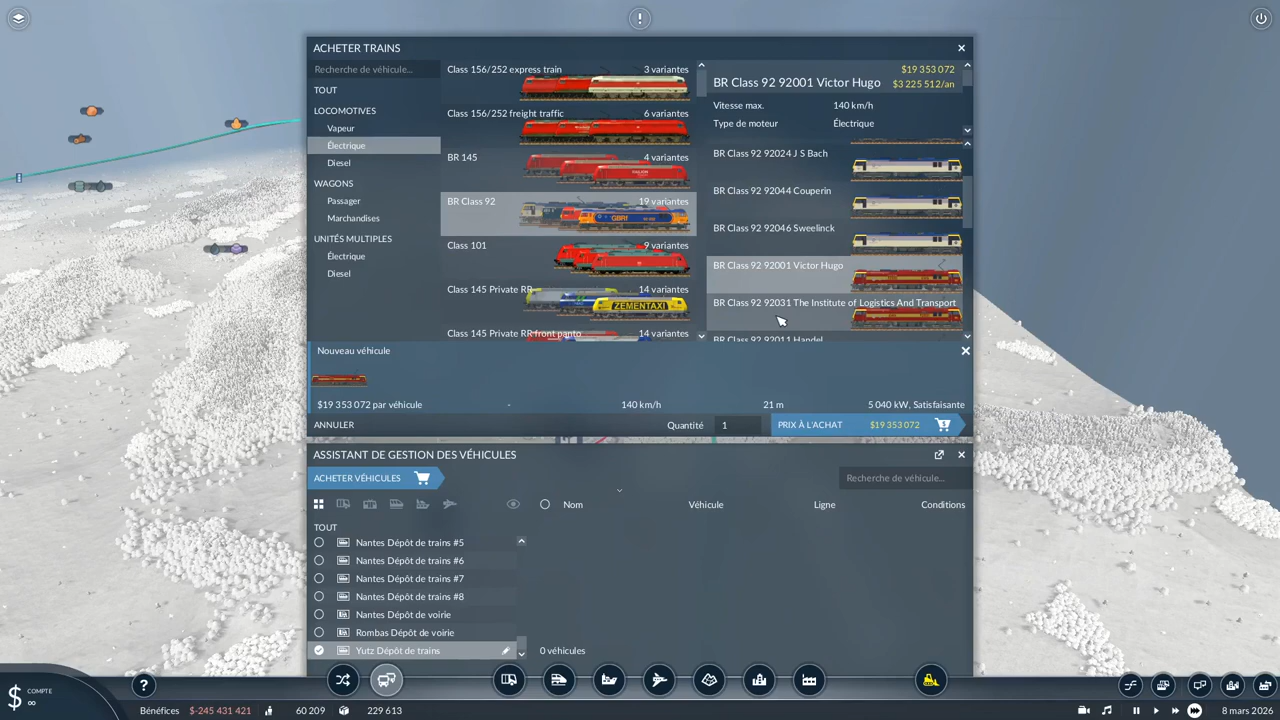 ACHETER TRAINS
Recherche de véhicule...
TOUT
LOCOMOTIVES
Vapeur
Électrique
Diesel
WAGONS
Passager
Marchandises
UNITÉS MULTIPLES
Électrique
Diesel
Class 156/252 express train 3 variantes
Class 156/252 freight traffic 6 variantes
BR 145 4 variantes
BR Class 92 19 variantes
GBRf
Class 101 9 variantes
Class 145 Private RR 14 variantes
ZEMENTAXI
Class 145 Private RR front panto 14 variantes
$19 353 072
BR Class 92 92001 Victor Hugo $3 225 512/an
Vitesse max. 140 km/h
Type de moteur Électrique
BR Class 92 92024 J S Bach
BR Class 92 92044 Couperin
BR Class 92 92046 Sweelinck
BR Class 92 92001 Victor Hugo
BR Class 92 92031 The Institute of Logistics And Transport
BR Class 92 92011 Handel
Nouveau véhicule
$19 353 072 par véhicule - 140 km/h 21 m 5 040 kW, Satisfaisante
ANNULER Quantité 1 PRIX À L'ACHAT $19 353 072
ASSISTANT DE GESTION DES VÉHICULES
ACHETER VÉHICULES Recherche de véhicule...
Nom Véhicule Ligne Conditions
TOUT
Nantes Dépôt de trains #5
Nantes Dépôt de trains #6
Nantes Dépôt de trains #7
Nantes Dépôt de trains #8
Nantes Dépôt de voirie
Rombas Dépôt de voirie
Yutz Dépôt de trains 0 véhicules
$ COMPTE
∞
?
Bénéfices $-245 431 421 60 209 229 613 8 mars 2026